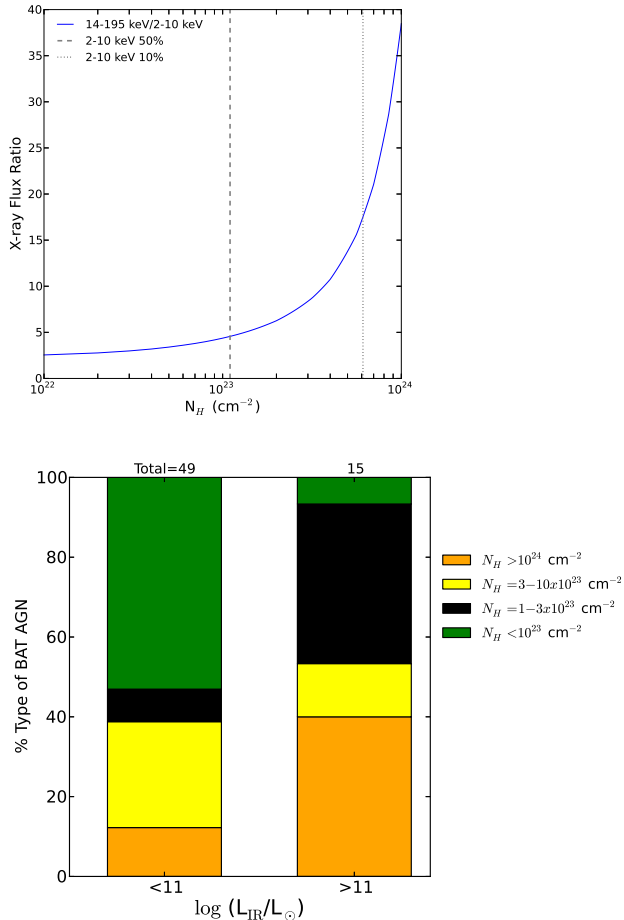 40
35
30
25
20
15
10
5
0
X-ray Flux Ratio
14-195 keV/2-10 keV
2-10 keV 50%
2-10 keV 10%
10^22
10^23
10^24
N_H (cm^−2)
Total=49
15
100
80
60
40
20
0
% Type of BAT AGN
<11
>11
log (L_IR/L_⊙)
N_H >10^24 cm^−2
N_H =3−10x10^23 cm^−2
N_H =1−3x10^23 cm^−2
N_H <10^23 cm^−2